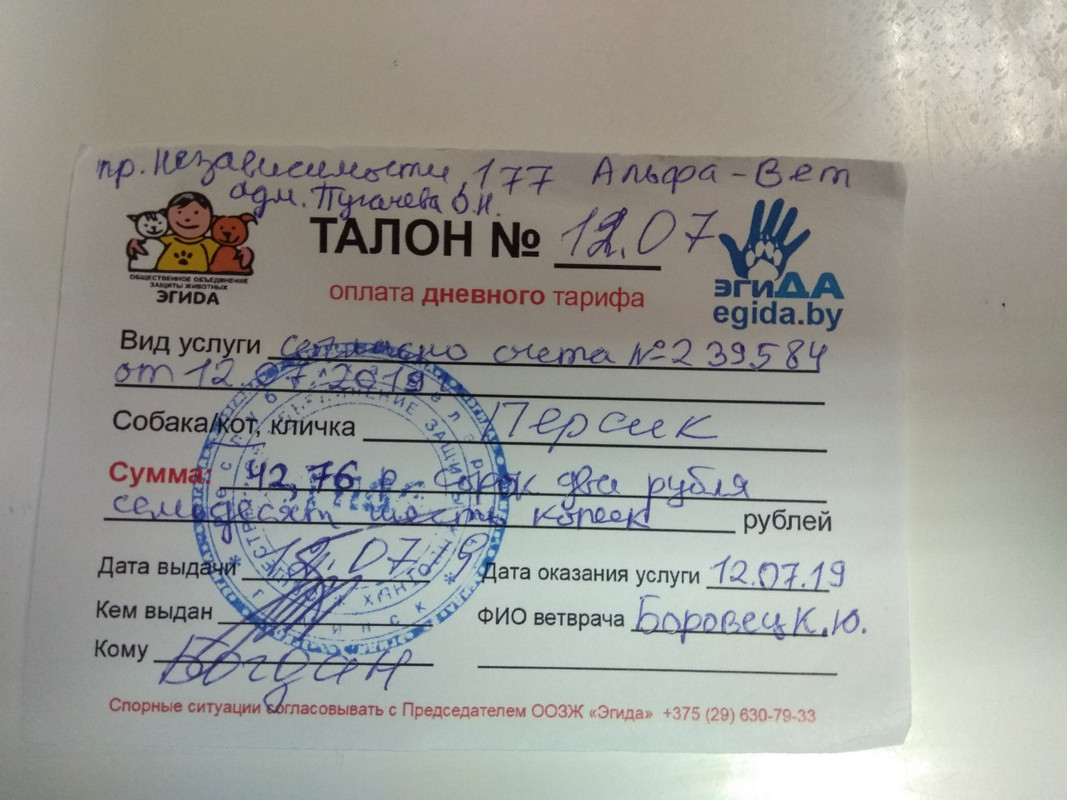 пр. Независимости, 177 Альфа-Вет
адм. Пугачева О.Н.
ОБЩЕСТВЕННОЕ ОБЪЕДИНЕНИЕ
ЗАЩИТЫ ЖИВОТНЫХ
ЭГИДА
ТАЛОН № 12.07
оплата дневного тарифа
эгиДА
egida.by
Вид услуги согласно счета №239584
от 12.07.2019
Собака/кот, кличка Персик
Сумма: 42,76 р. Сорок два рубля
семьдесят шесть копеек рублей
Дата выдачи .07.19
Дата оказания услуги 12.07.19
Кем выдан
ФИО ветврача Боровец К.Ю.
Кому Богдан
Спорные ситуации согласовывать с Председателем ООЗЖ «Эгида» +375 (29) 630-79-33